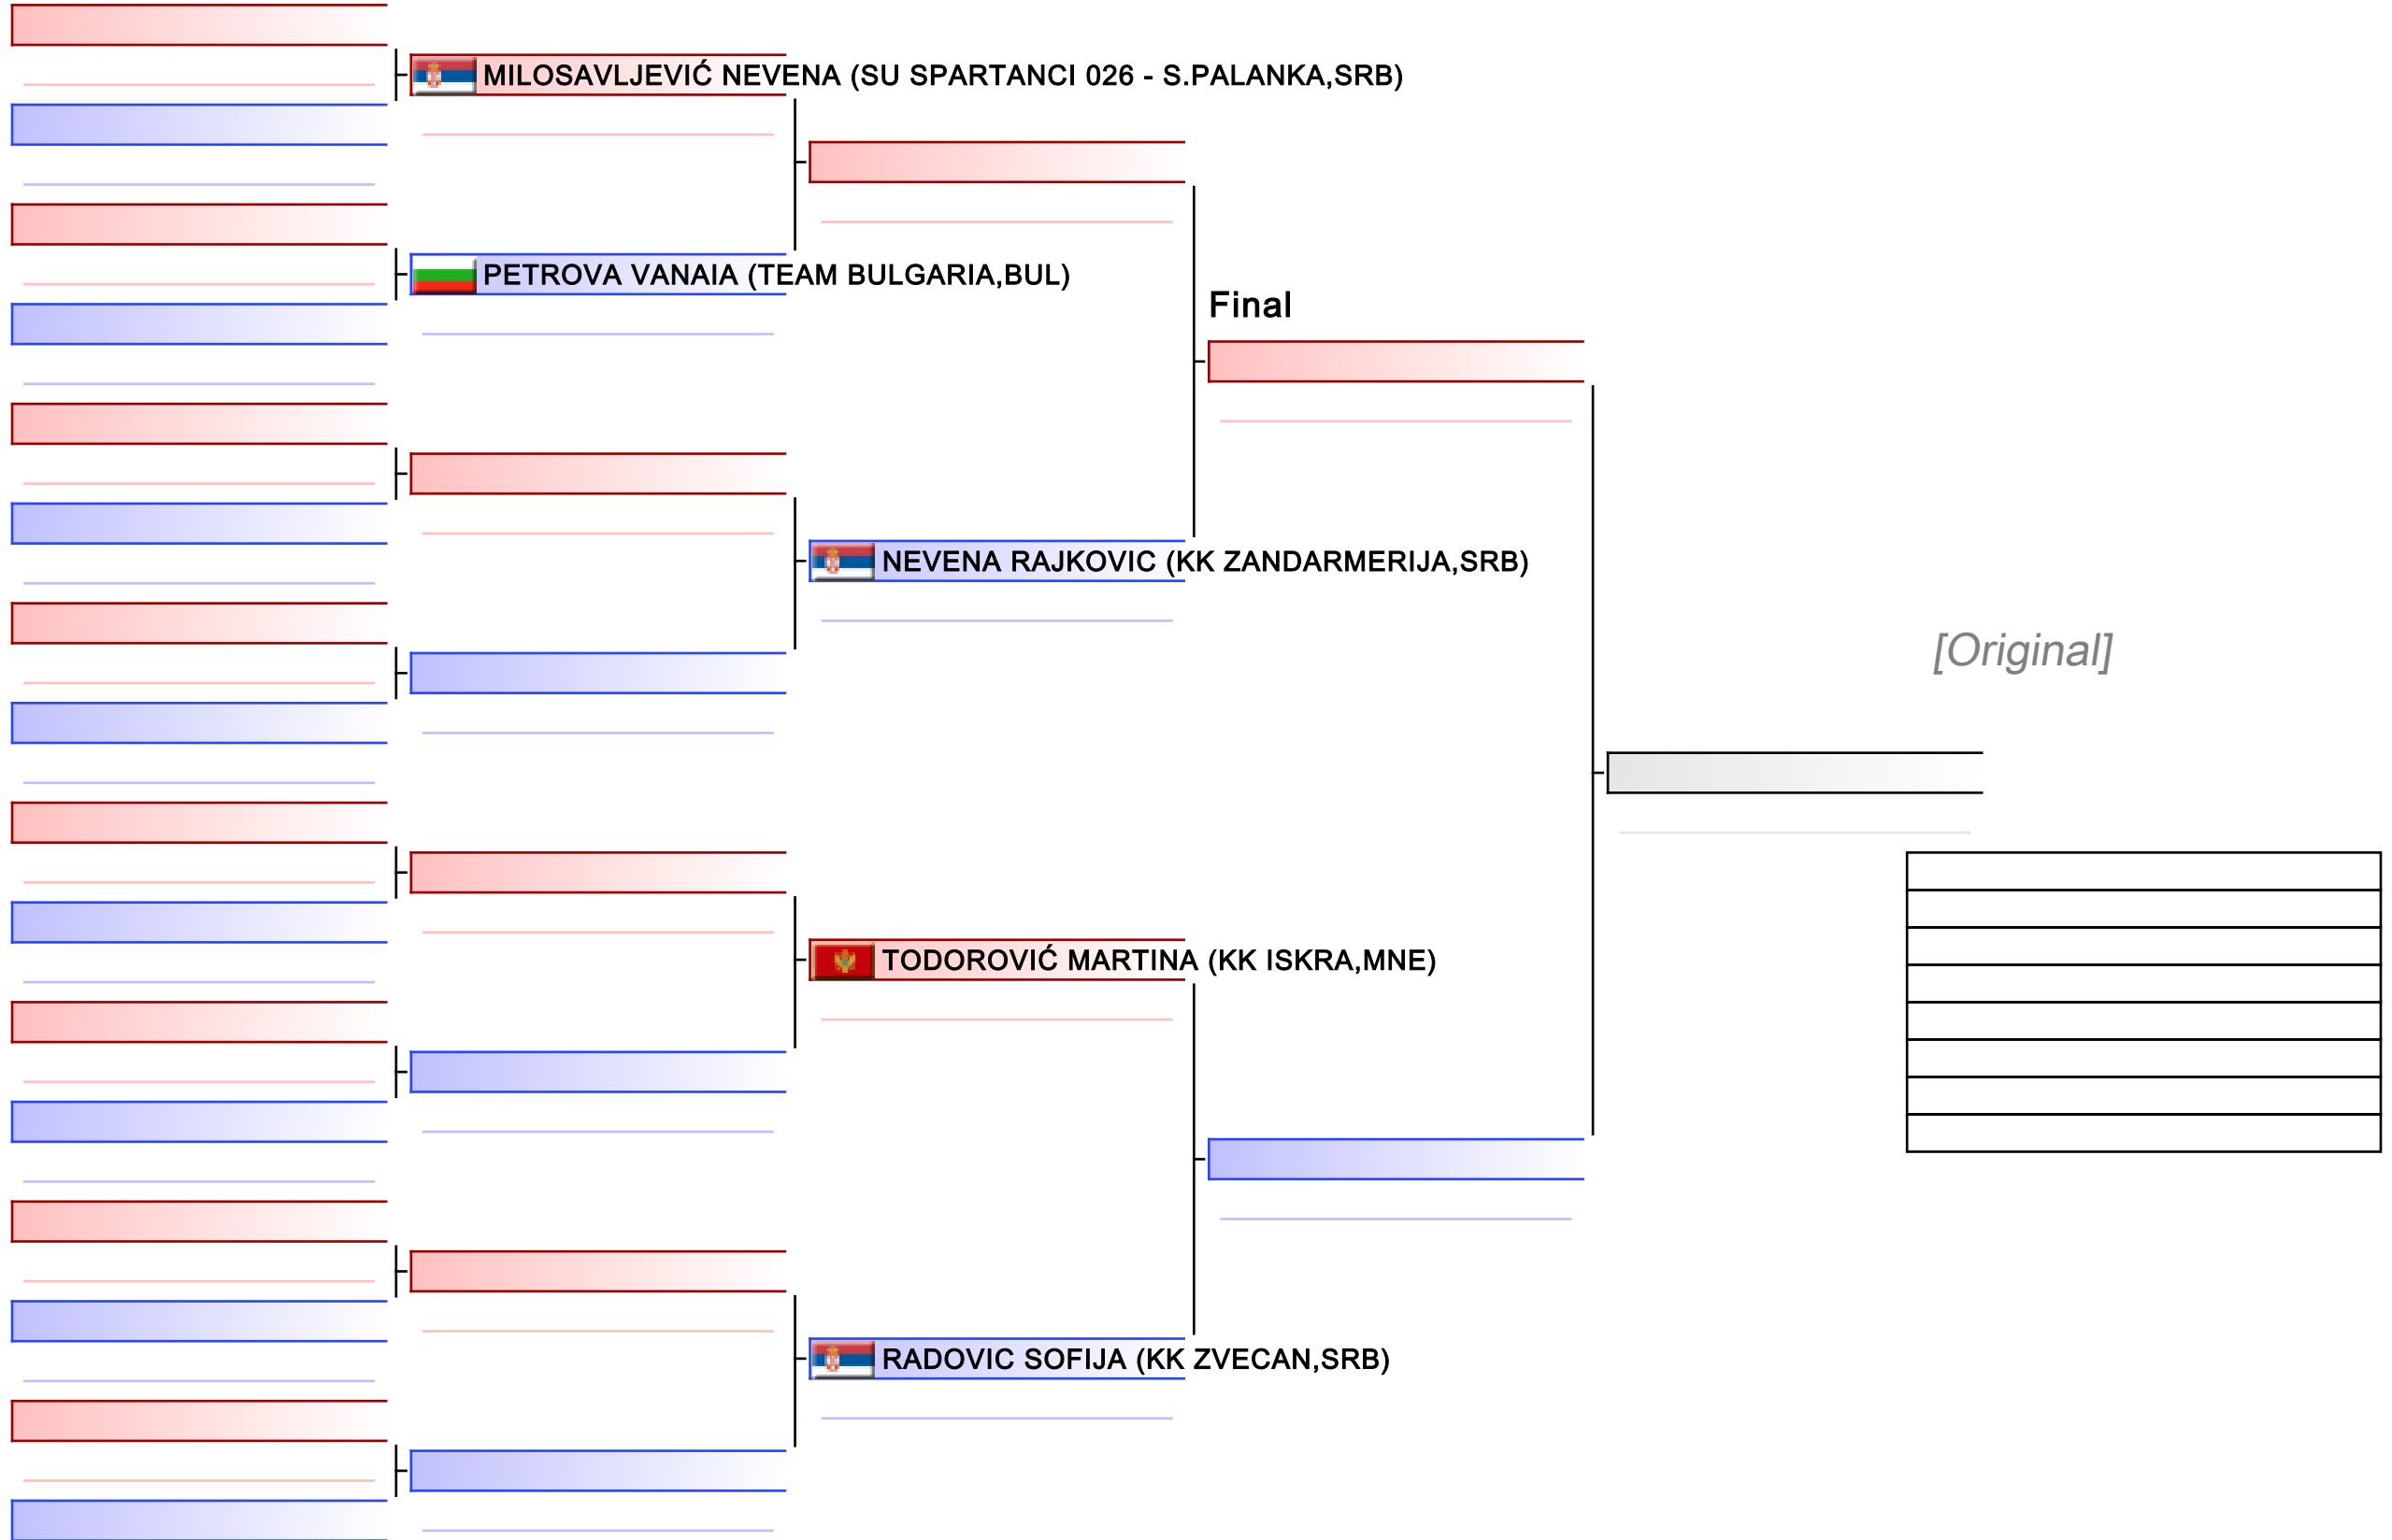 MILOSAVLJEVIĆ NEVENA (SU SPARTANCI 026 - S.PALANKA,SRB)
PETROVA VANAIA (TEAM BULGARIA,BUL)
Final
NEVENA RAJKOVIC (KK ZANDARMERIJA,SRB)
[Original]
TODOROVIĆ MARTINA (KK ISKRA,MNE)
RADOVIC SOFIJA (KK ZVECAN,SRB)